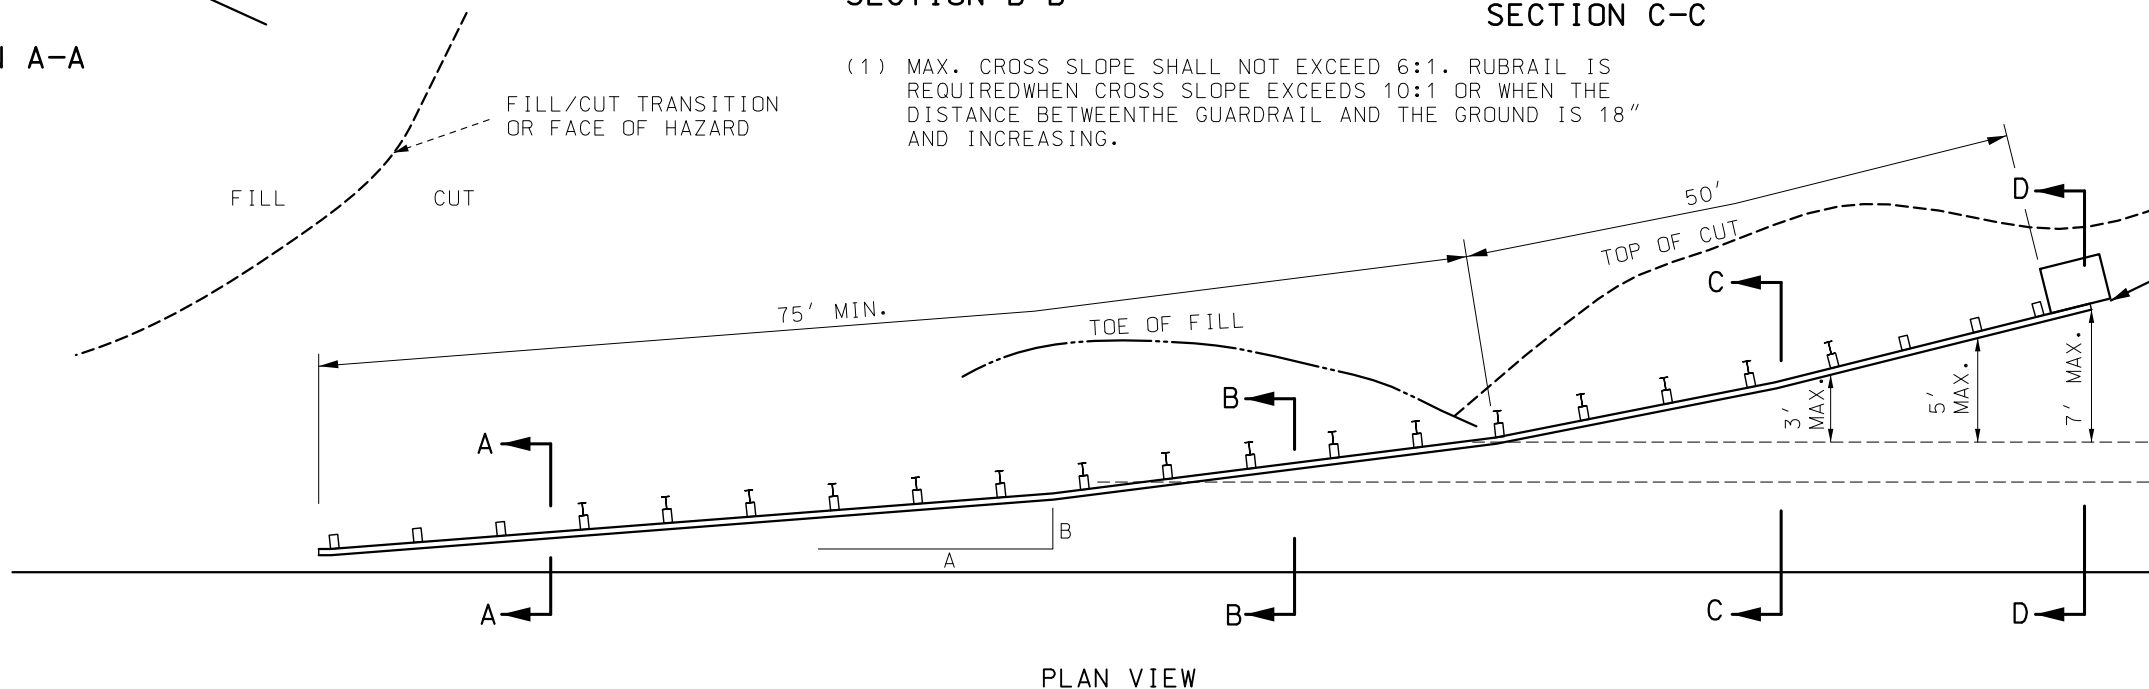 SECTION C-C
A-A
(1) MAX. CROSS SLOPE SHALL NOT EXCEED 6:1. RUBRAIL IS
REQUIREDWHEN CROSS SLOPE EXCEEDS 10:1 OR WHEN THE
DISTANCE BETWEENTHE GUARDRAIL AND THE GROUND IS 18"
AND INCREASING.
FILL/CUT TRANSITION
OR FACE OF HAZARD
FILL
CUT
50'
D
TOP OF CUT
C
75' MIN.
TOE OF FILL
B
A
3'
MAX.
5'
MAX.
7' MAX.
B
A
A
B
C
D
PLAN VIEW